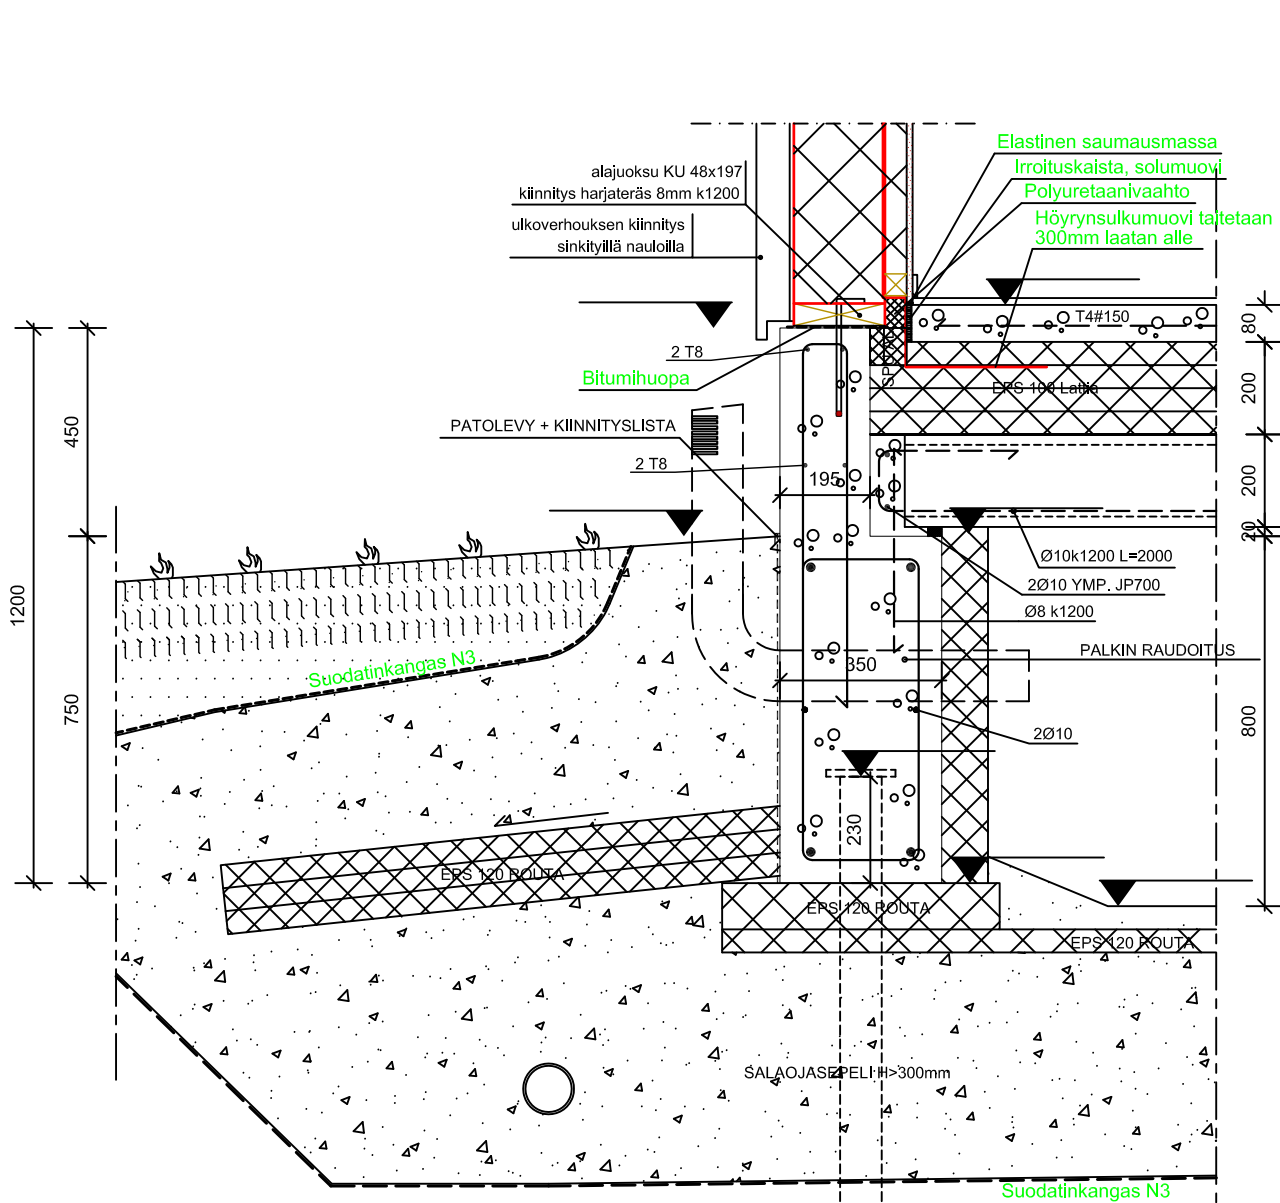 Elastinen saumausmassa
Irroituskaista, solumuovi
Polyuretaanivaahto
Höyrynsulkumuovi taitetaan
300mm laatan alle
alajuoksu KU 48x197
kiinnitys harjateräs 8mm k1200
ulkoverhouksen kiinnitys
sinkityillä nauloilla
T4#150
80
2 T8
Bitumihuopa
EPS 100 Lattia
200
450
PATOLEVY + KIINNITYSLISTA
2 T8
195
200
20
1200
Ø10k1200 L=2000
2Ø10 YMP. JP700
Ø8 k1200
PALKIN RAUDOITUS
350
Suodatinkangas N3
750
2Ø10
800
230
EPS 120 ROUTA
EPS 120 ROUTA
EPS 120 ROUTA
SALAOJASEPELI H>300mm
Suodatinkangas N3